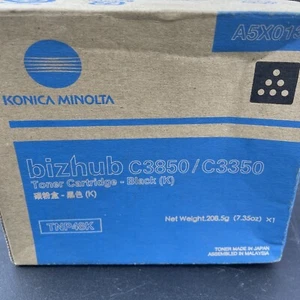 A5X01
KONICA MINOLTA
bizhub C3850/C3350
Toner Cartridge - Black (K)
碳粉盒 - 黑色 (K)
Net Weight.208.5g (7.35oz) ×1
TNP48K
TONER MADE IN JAPAN
ASSEMBLED IN MALAYSIA